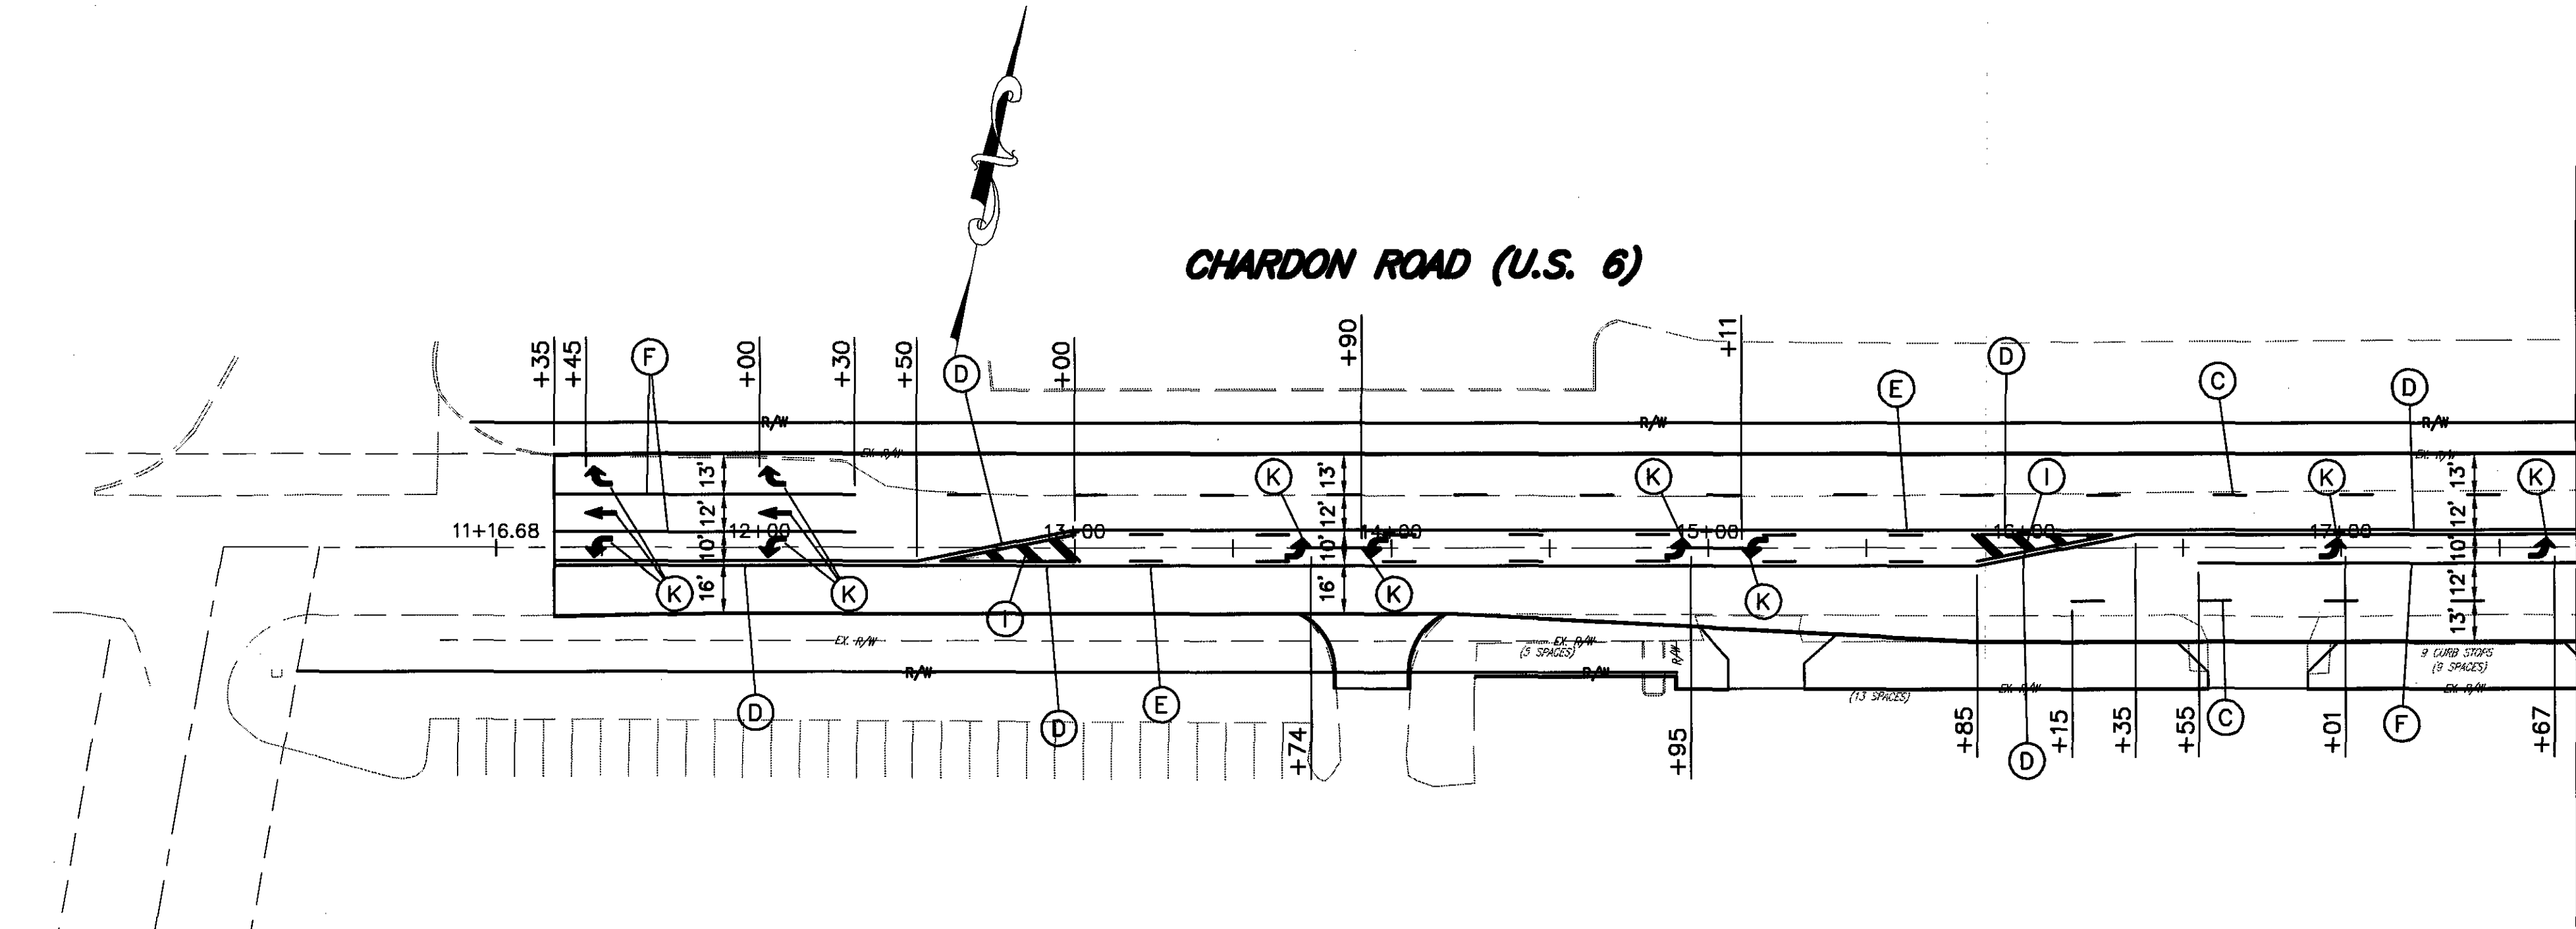 CHARDON ROAD (U.S. 6)
+35
+45
F
+00
+30
+50
D
+00
+90
+11
E
D
C
D
R/W
R/W
R/W
EX. R/W
EX. R/W
13'
K
13'
K
I
K
13'
K
12'
12'
12'
11+16.68
12+00
13+00
14+00
15+00
16+00
17+00
10'
10'
10'
16'
16'
12'
13'
K
K
K
K
I
EX. R/W
R/W
EX. R/W
(5 SPACES)
R/W
R/W
9 CURB STOPS
(9 SPACES)
(13 SPACES)
EX. R/W
EX. R/W
D
D
E
+74
+95
+85
D
+15
+35
+55
C
+01
F
+67